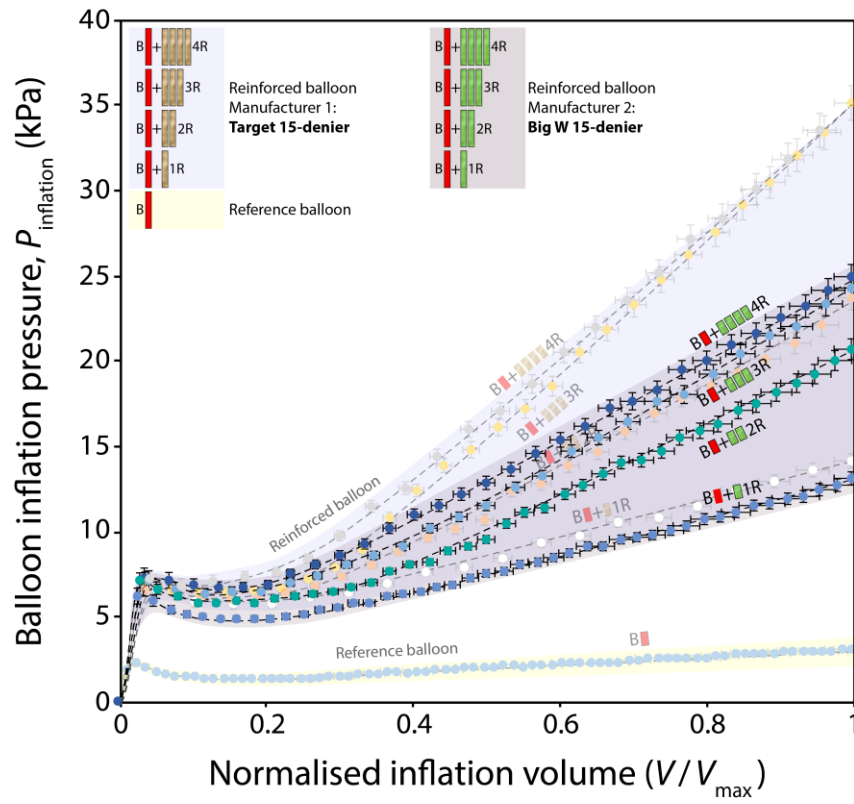 Balloon inflation pressure, P inflation (kPa)
40
35
30
25
20
15
10
5
0
B + 4R
B + 3R
B + 2R
B + 1R
B
Reinforced balloon
Manufacturer 1:
Target 15-denier
Reference balloon
B + 4R
B + 3R
B + 2R
B + 1R
Reinforced balloon
Manufacturer 2:
Big W 15-denier
B + 4R
B + 3R
B
B + 1R
B + 4R
B + 3R
B + 2R
B + 1R
Reinforced balloon
Reference balloon
B
0
0.2
0.4
0.6
0.8
1
Normalised inflation volume (V/V max)